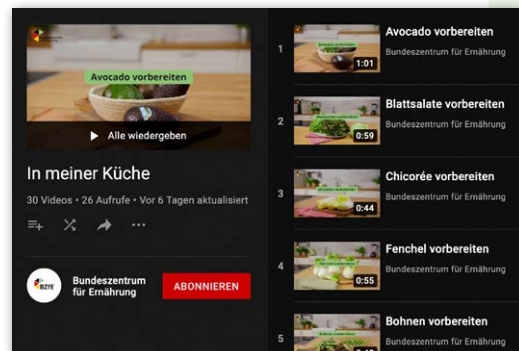 Avocado vorbereiten
Alle wiedergeben
In meiner Küche
30 Videos • 26 Aufrufe • Vor 6 Tagen aktualisiert
BZfE
Bundeszentrum
für Ernährung
ABONNIEREN
1
1:01
Avocado vorbereiten
Bundeszentrum für Ernährung
2
0:59
Blattsalate vorbereiten
Bundeszentrum für Ernährung
3
0:44
Chicorée vorbereiten
Bundeszentrum für Ernährung
4
0:55
Fenchel vorbereiten
Bundeszentrum für Ernährung
5
Bohnen vorbereiten
Bundeszentrum für Ernährung